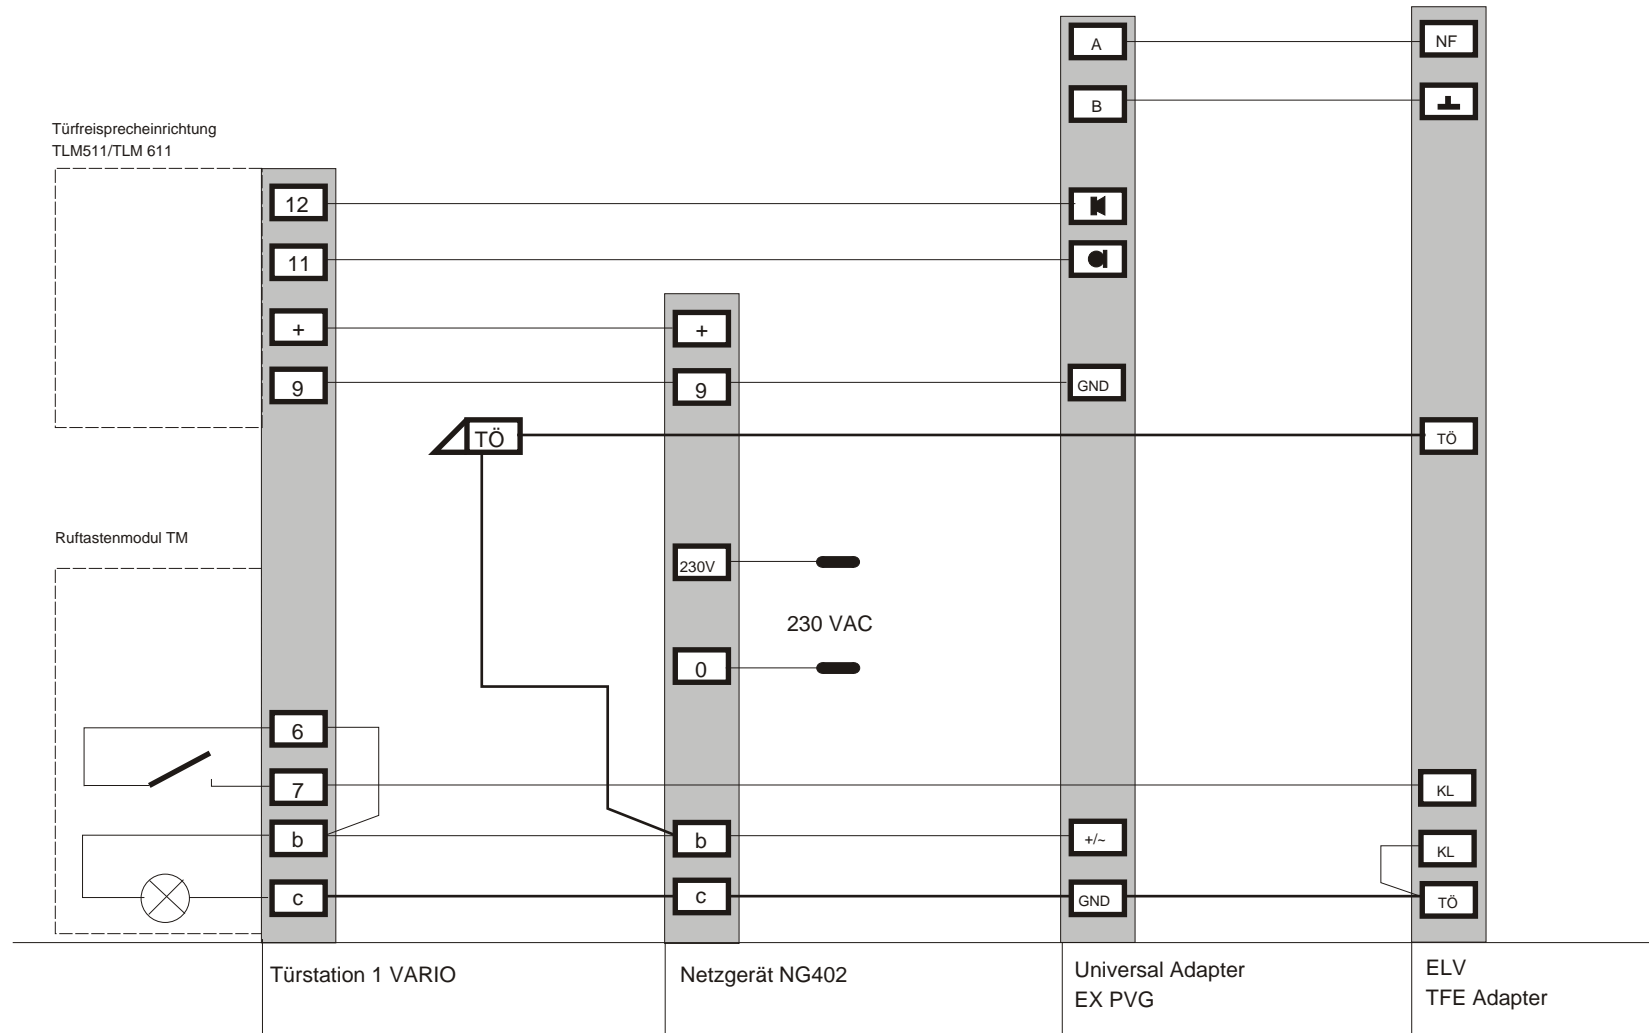 A
NF
B
Türfreisprecheinrichtung
TLM511/TLM 611
12
11
+
+
9
9
GND
TÖ
TÖ
Ruftastenmodul TM
230V
230 VAC
0
6
7
KL
b
b
+/~
KL
c
c
GND
TÖ
Türstation 1 VARIO
Netzgerät NG402
Universal Adapter
EX PVG
ELV
TFE Adapter